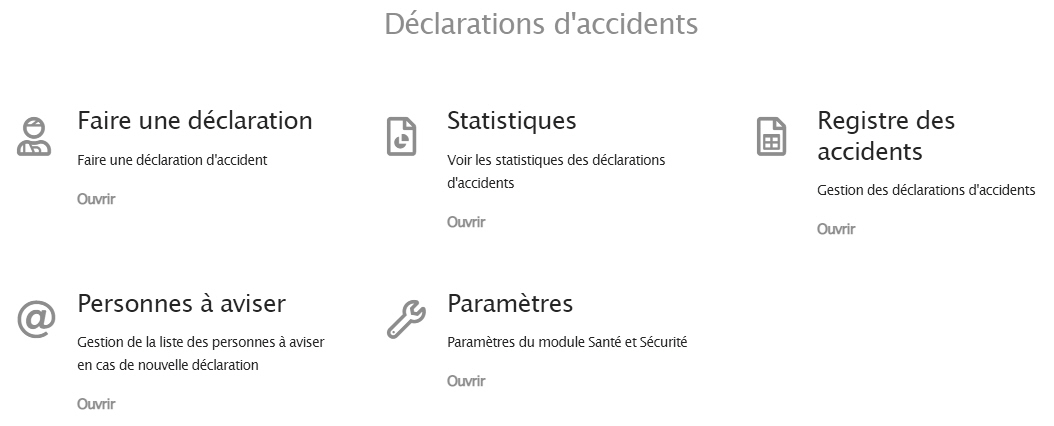 Déclarations d'accidents
Faire une déclaration
Faire une déclaration d'accident
Ouvrir
Statistiques
Voir les statistiques des déclarations
d'accidents
Ouvrir
Registre des
accidents
Gestion des déclarations d'accidents
Ouvrir
Personnes à aviser
Gestion de la liste des personnes à aviser
en cas de nouvelle déclaration
Ouvrir
Paramètres
Paramètres du module Santé et Sécurité
Ouvrir